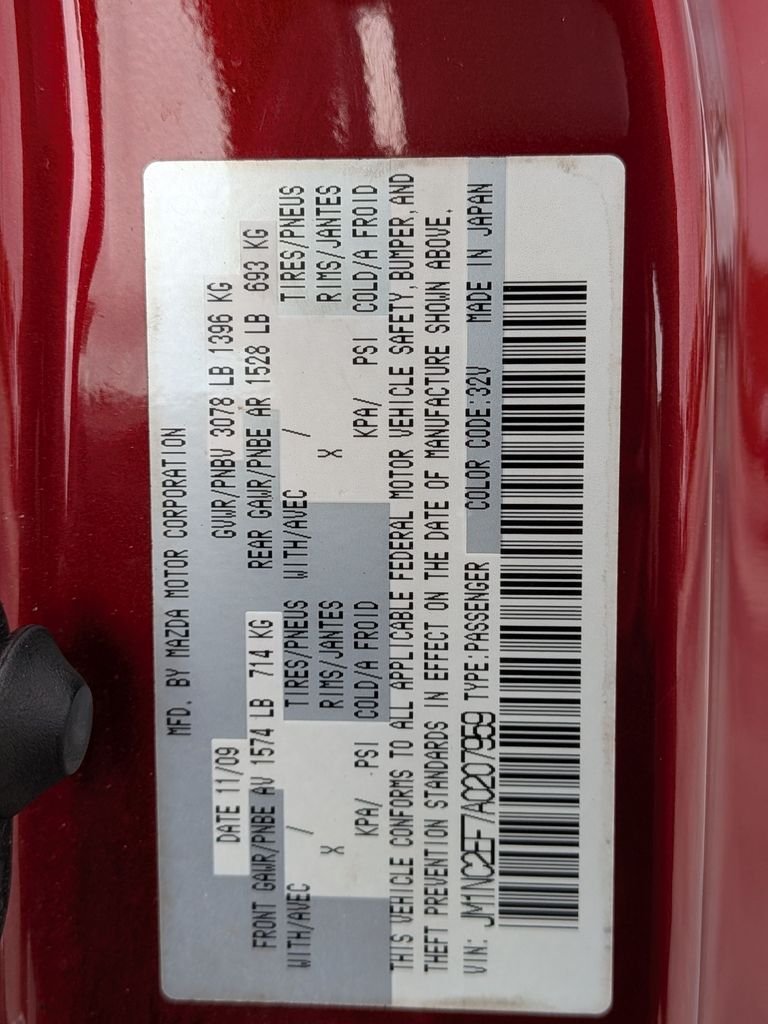 MFD. BY MAZDA MOTOR CORPORATION
DATE 11/09 GVWR/PNBV 3078 LB 1396 KG
FRONT GAWR/PNBE AV 1574 LB 714 KG REAR GAWR/PNBE AR 1528 LB 693 KG
WITH/AVEC / TIRES/PNEUS WITH/AVEC / TIRES/PNEUS
X RIMS/JANTES X RIMS/JANTES
KPA/ PSI COLD/A FROID KPA/ PSI COLD/A FROID
THIS VEHICLE CONFORMS TO ALL APPLICABLE FEDERAL MOTOR VEHICLE SAFETY, BUMPER, AND
THEFT PREVENTION STANDARDS IN EFFECT ON THE DATE OF MANUFACTURE SHOWN ABOVE.
VIN: JM1NC2EF7A0207959 TYPE:PASSENGER COLOR CODE:32V MADE IN JAPAN